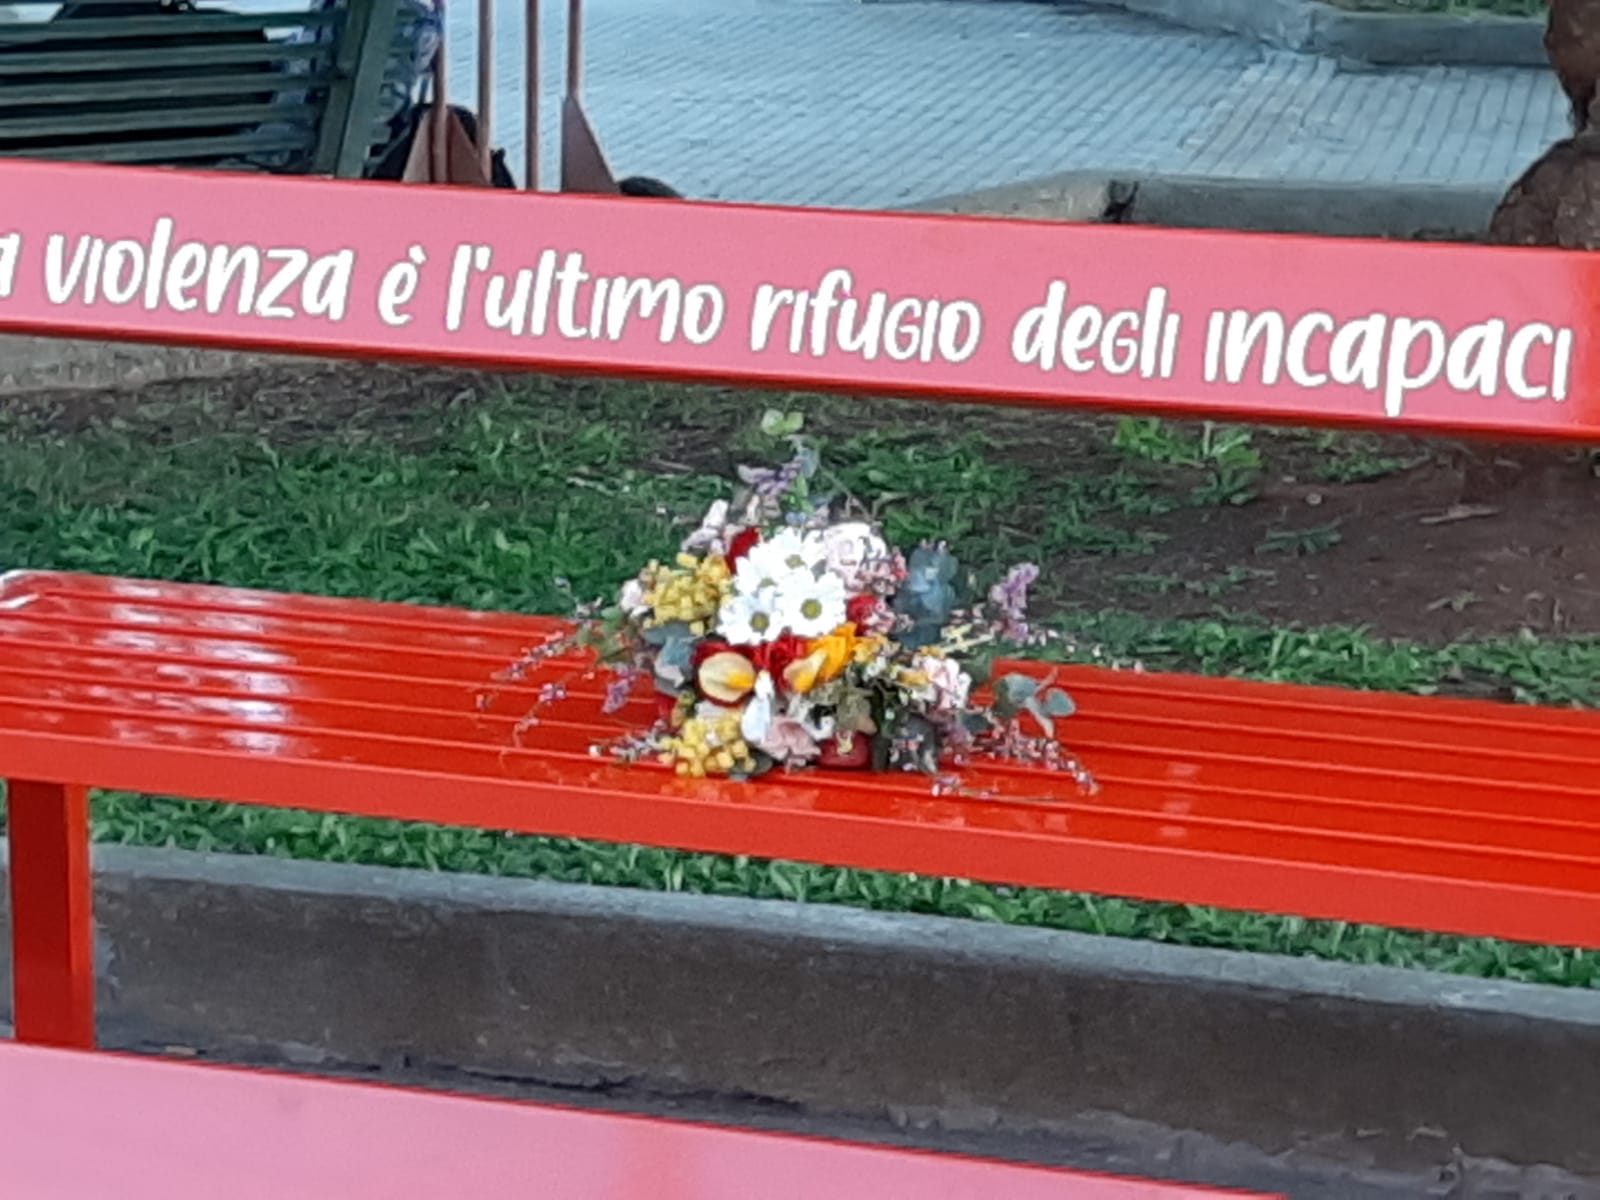 a violenza è l'ultimo rifugio degli incapaci